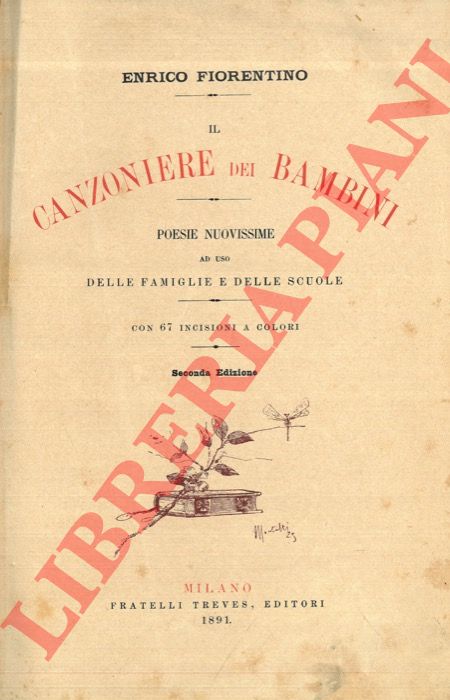 ENRICO FIORENTINO
IL
CANZONIERE DEI BAMBINI
POESIE NUOVISSIME
AD USO
DELLE FAMIGLIE E DELLE SCUOLE
CON 67 INCISIONI A COLORI
Seconda Edizione
MILANO
FRATELLI TREVES, EDITORI
1891.
LIBRERIA PIANI